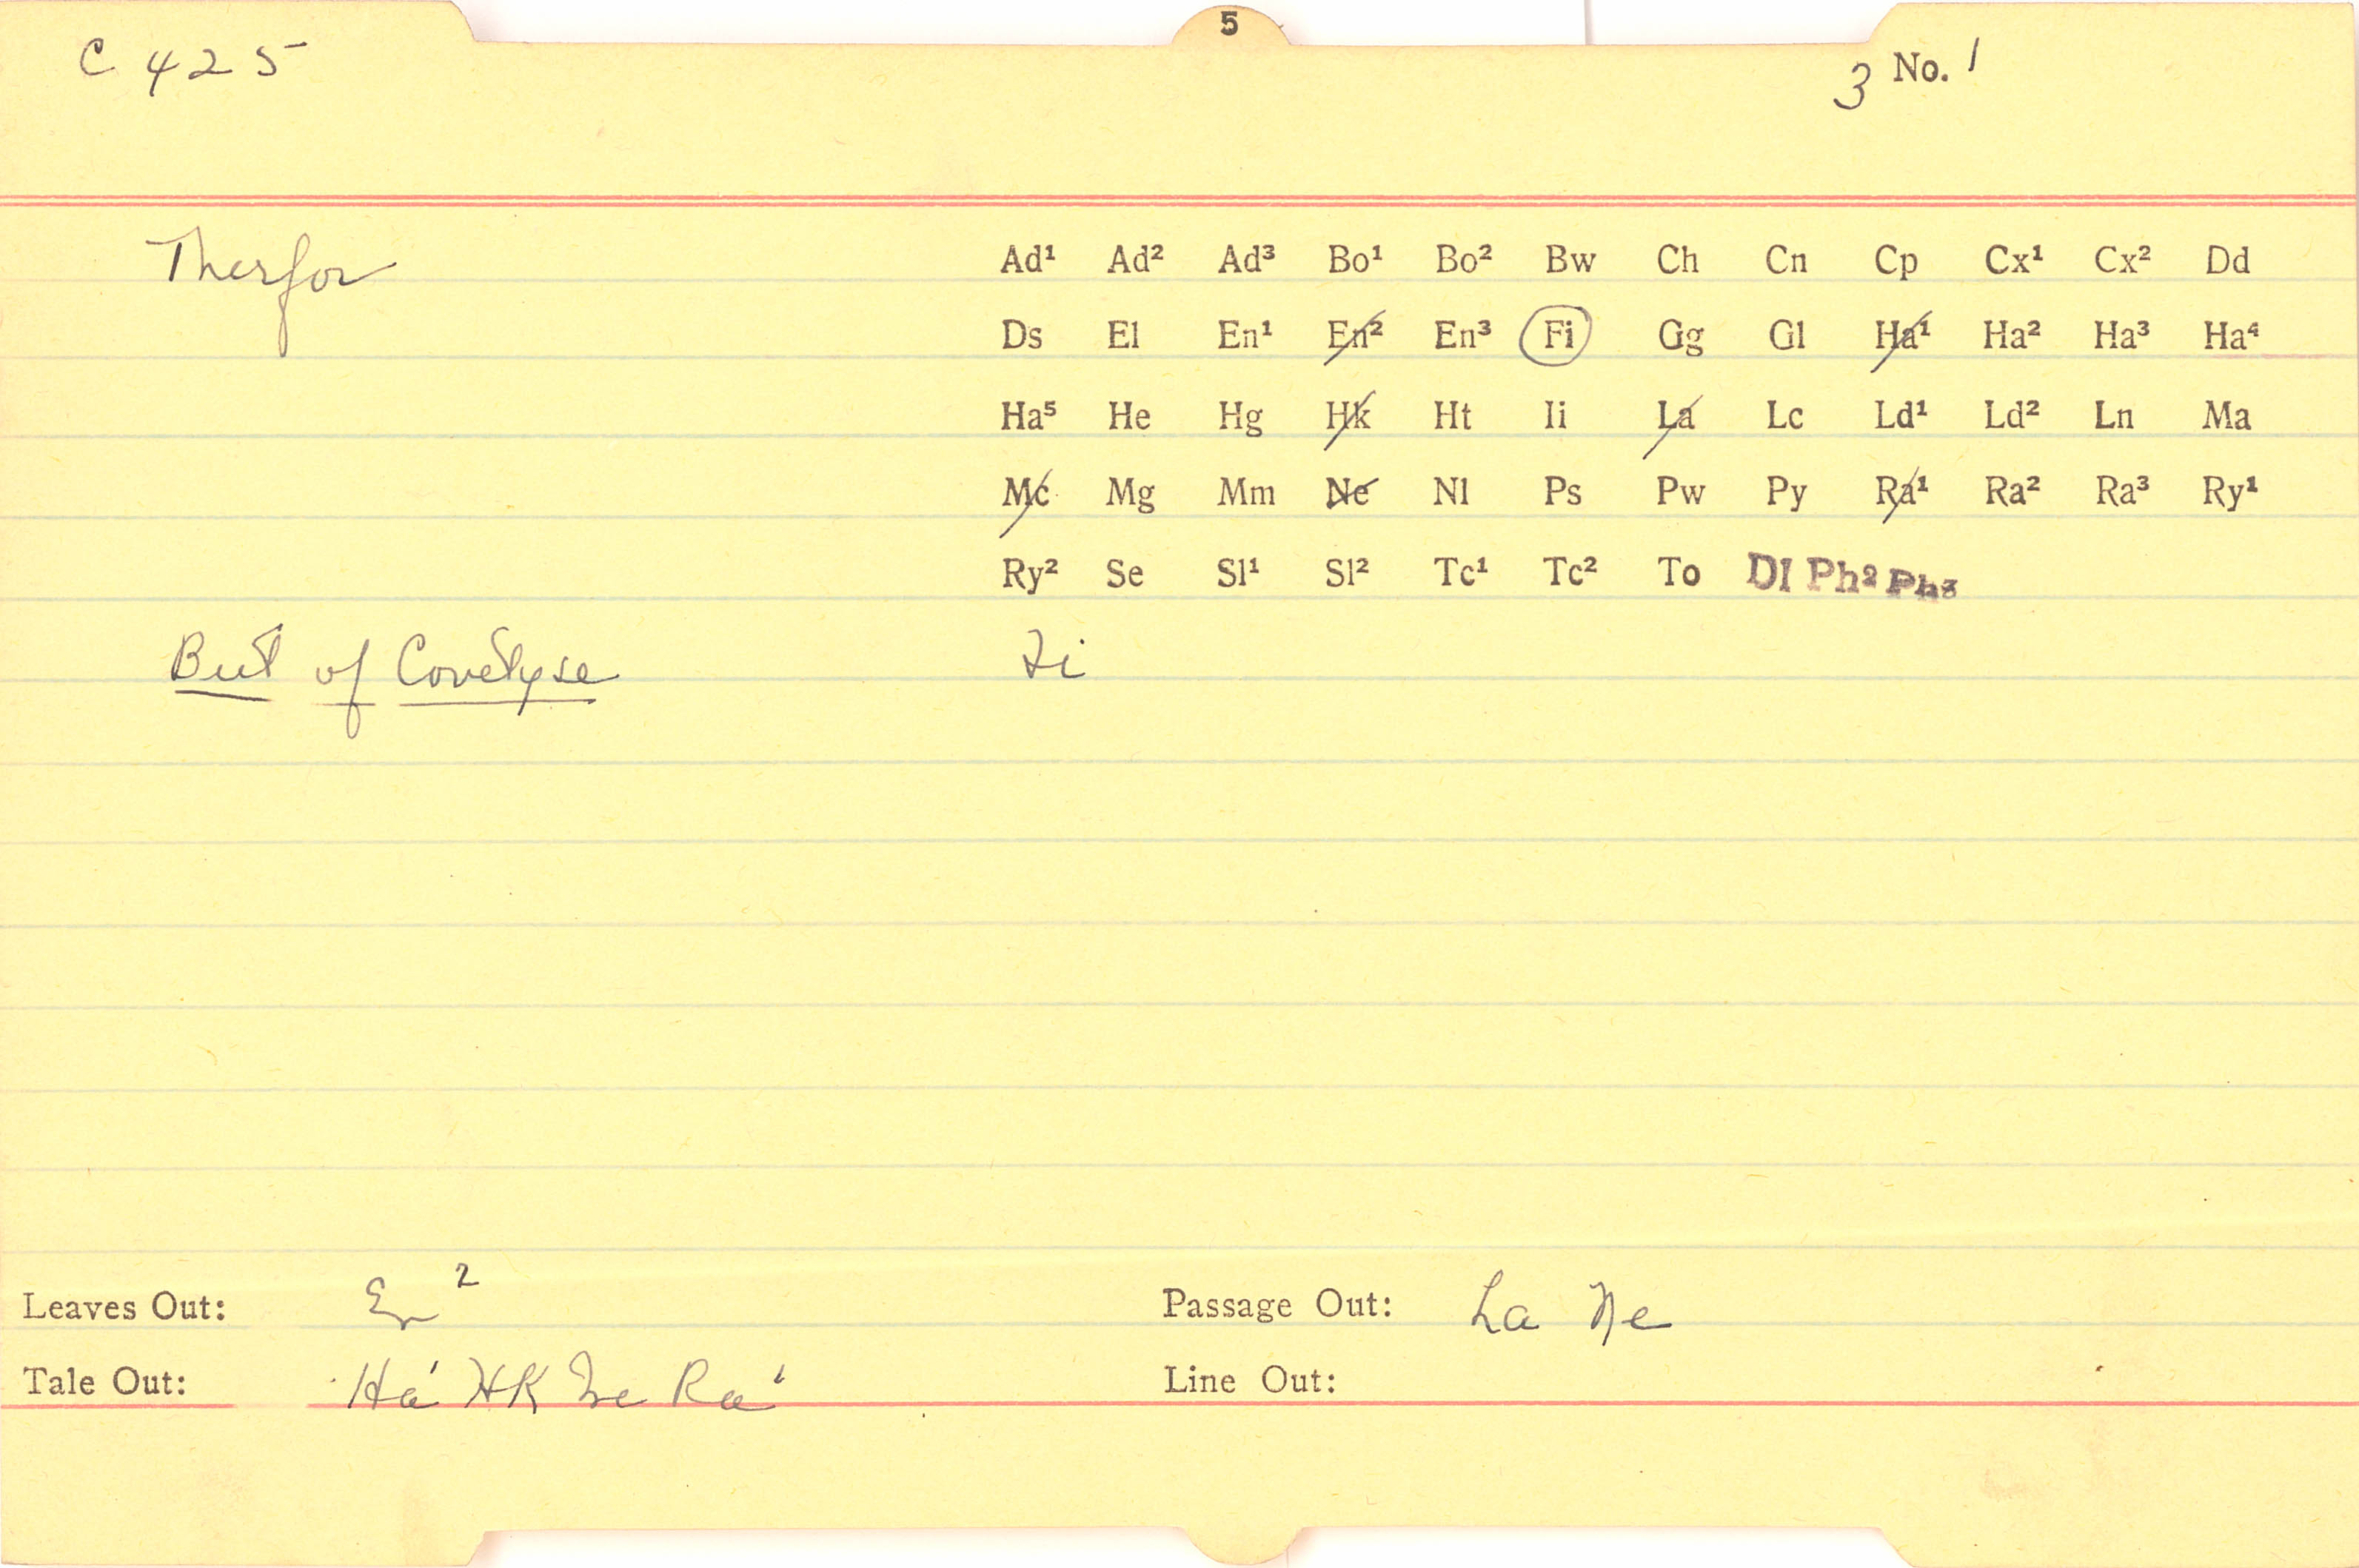 5
C 425
3 No. 1
Therfor
Ad¹ Ad² Ad³ Bo¹ Bo² Bw Ch Cn Cp Cx¹ Cx² Dd
Ds El En¹ En² En³ Fi Gg Gl Ha¹ Ha² Ha³ Ha⁴
Ha⁵ He Hg Hk Ht Ii La Lc Ld¹ Ld² Ln Ma
Mc Mg Mm Ne Nl Ps Pw Py Ra¹ Ra² Ra³ Ry¹
Ry² Se Sl¹ Sl² Tc¹ Tc² To Dl Ph² Ph³
But of Covetyse Fi
Leaves Out: En² Passage Out: La Ne
Tale Out: Ha¹ Hk Mc Ra¹ Line Out: